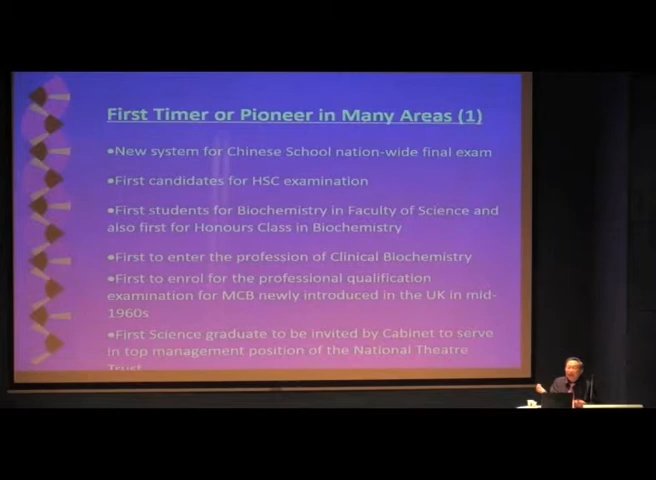 First Timer or Pioneer in Many Areas (1)
•New system for Chinese School nation-wide final exam
•First candidates for HSC examination
•First students for Biochemistry in Faculty of Science and
also first for Honours Class in Biochemistry
•First to enter the profession of Clinical Biochemistry
•First to enrol for the professional qualification
examination for MCB newly introduced in the UK in mid-
1960s
•First Science graduate to be invited by Cabinet to serve
in top management position of the National Theatre
Trust